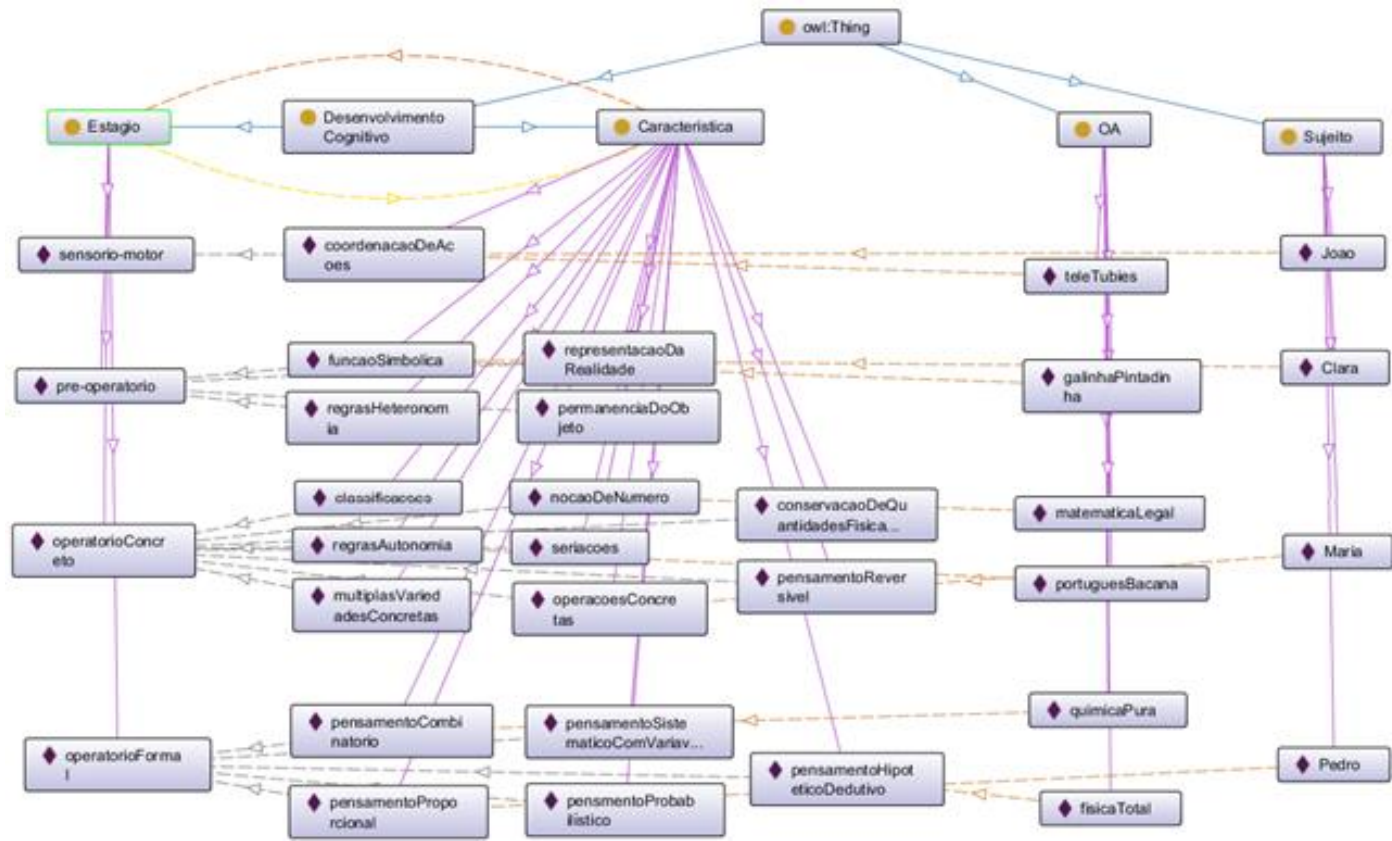 owl:Thing
Estagio
Desenvolvimento
Cognitivo
Caracteristica
OA
Sujeito
sensorio-motor
coordenacaoDeAc
oes
teleTubies
Joao
pre-operatorio
funcaoSimbolica
representacaoDa
Realidade
galinhaPintadin
ha
Clara
regrasHeteronom
ia
permanenciaDoOb
jeto
classificacoes
nocaoDeNumero
conservacaoDeQu
antidadesFisica...
matematicaLegal
operatorioConcr
eto
regrasAutonomia
seriacoes
Maria
multiplasVaried
adesConcretas
operacoesConcre
tas
pensamentoRever
sivel
portuguesBacana
pensamentoCombi
natorio
pensamentoSiste
maticoComVariav...
quimicaPura
operatorioForma
l
pensamentoHipot
eticoDedutivo
Pedro
pensamentoPropo
rcional
pensmentoProbab
ilistico
fisicaTotal